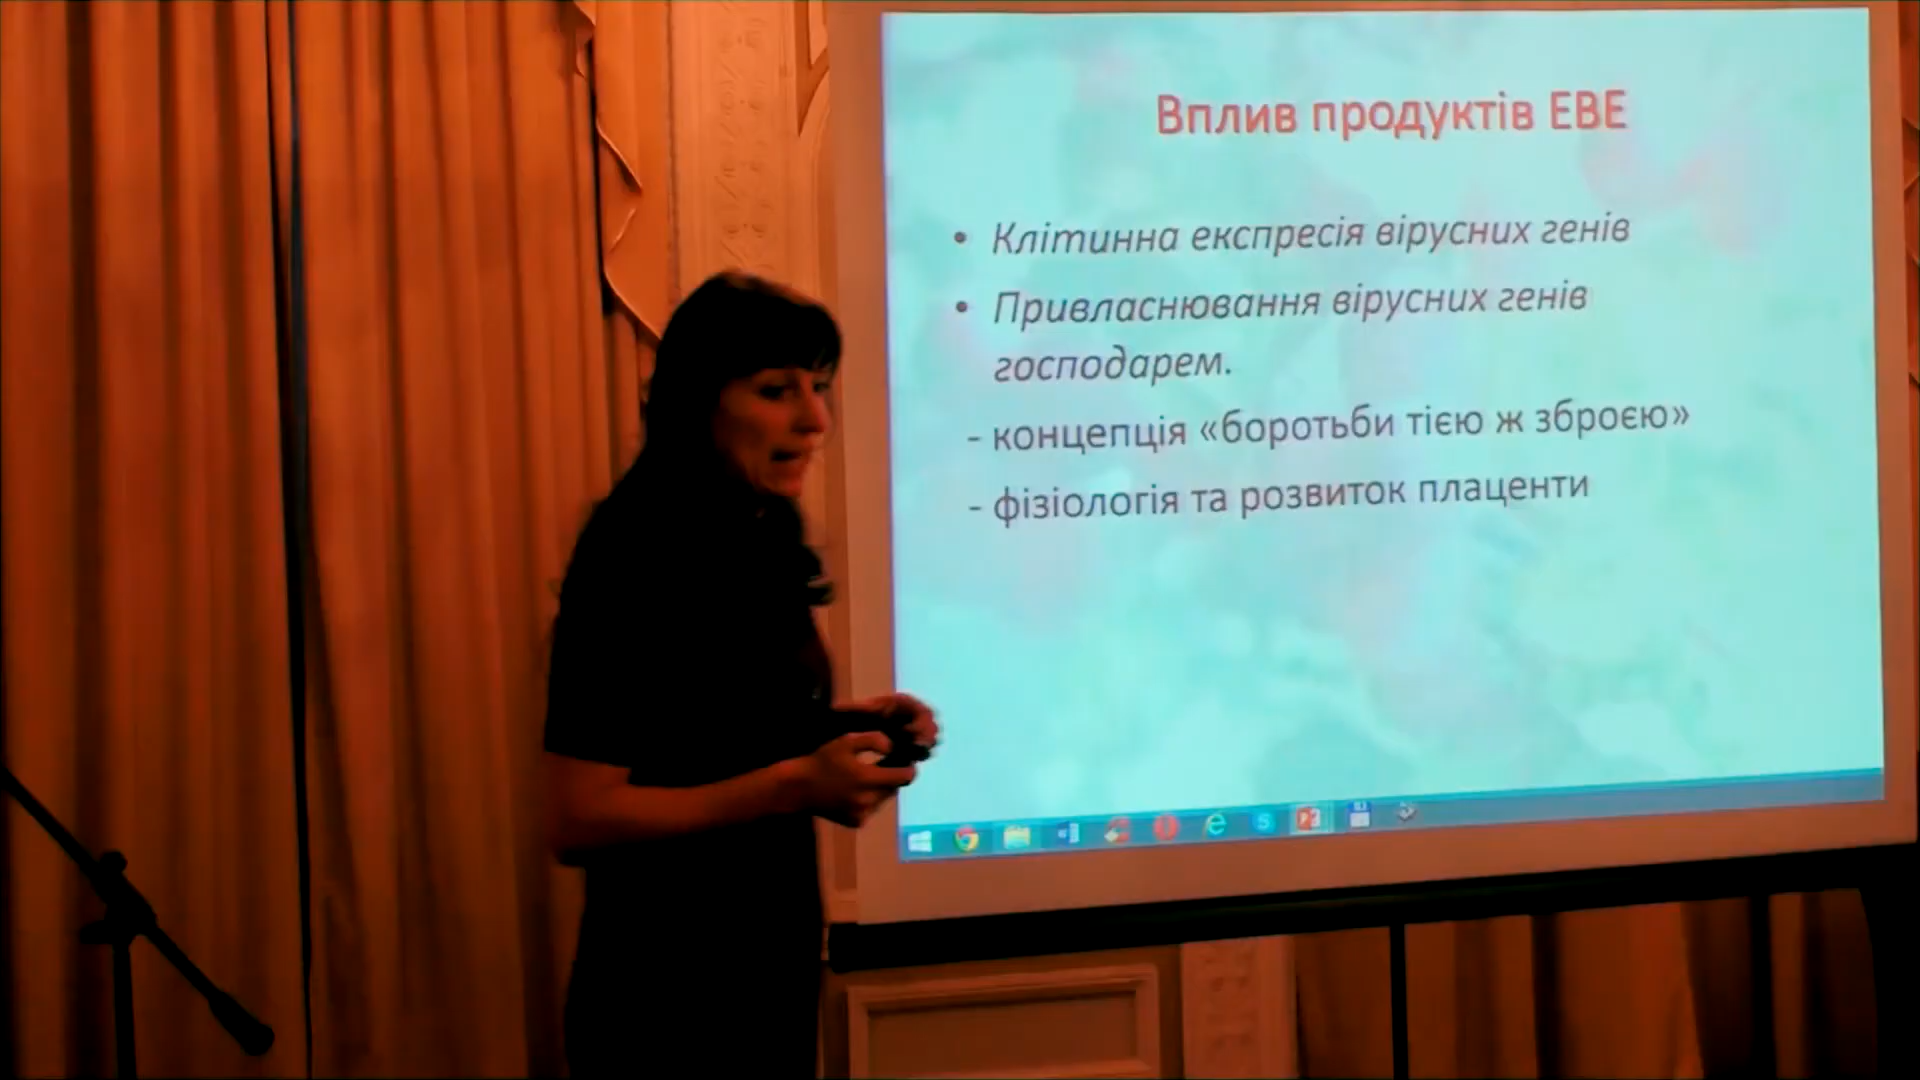 Вплив продуктів ЕВЕ
• Клітинна експресія вірусних генів
• Привласнювання вірусних генів
господарем.
- концепція «боротьби тією ж зброєю»
- фізіологія та розвиток плаценти